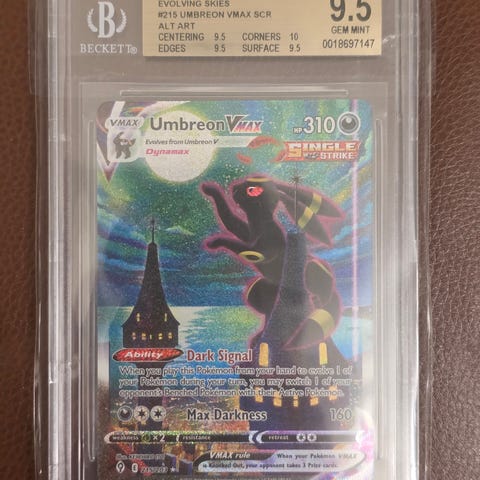 EVOLVING SKIES
#215 UMBREON VMAX SCR
ALT ART
CENTERING 9.5 CORNERS 10
EDGES 9.5 SURFACE 9.5
9.5
GEM MINT
0018697147
B
BECKETT
VMAX
Umbreon VMAX
HP 310
Evolves from Umbreon V
Dynamax
SINGLE STRIKE
Ability Dark Signal
When you play this Pokémon from your hand to evolve 1 of
your Pokémon during your turn, you may switch 1 of your
opponent's Benched Pokémon with their Active Pokémon.
Max Darkness 160
weakness ×2 resistance retreat
215/203
VMAX rule When your Pokémon VMAX
is Knocked Out, your opponent takes 3 Prize cards.